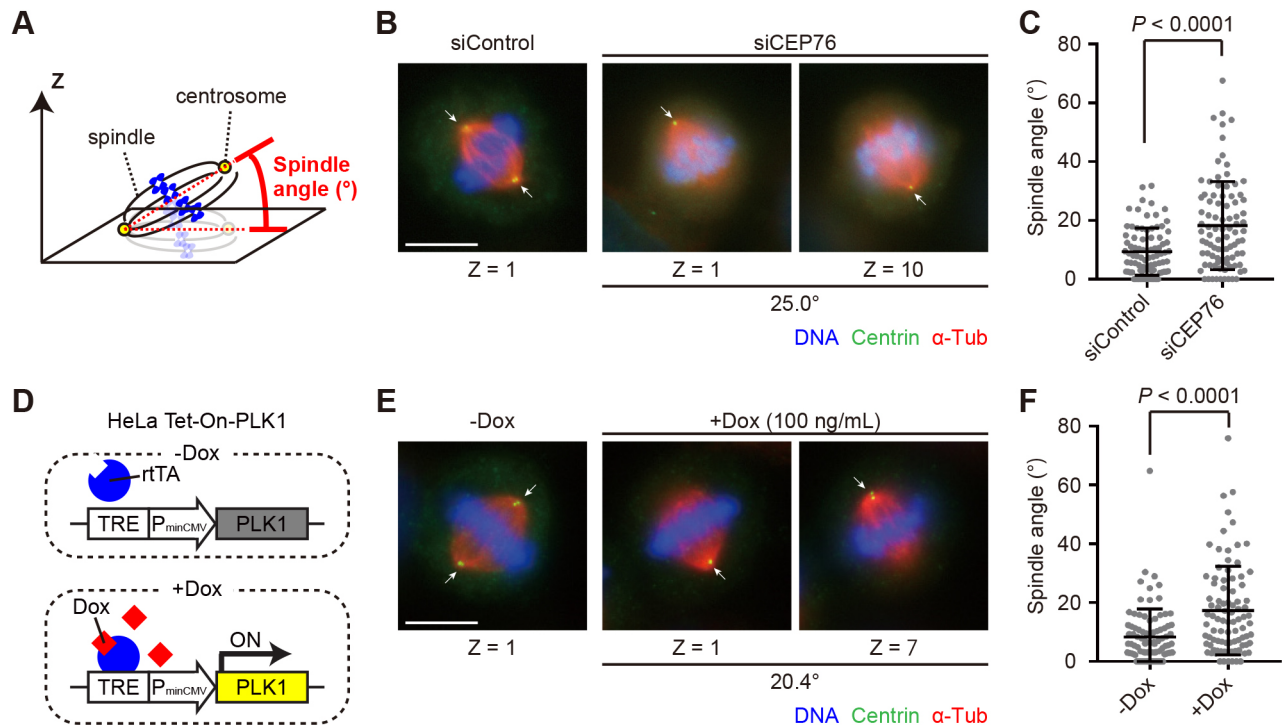 A
Z
centrosome
spindle
Spindle
angle (°)
B
siControl
siCEP76
Z = 1
Z = 1
Z = 10
25.0°
DNA Centrin α-Tub
C
P < 0.0001
Spindle angle (°)
80
60
40
20
0
siControl
siCEP76
D
HeLa Tet-On-PLK1
-Dox
rtTA
TRE
PminCMV
PLK1
+Dox
Dox
ON
TRE
PminCMV
PLK1
E
-Dox
+Dox (100 ng/mL)
Z = 1
Z = 1
Z = 7
20.4°
DNA Centrin α-Tub
F
P < 0.0001
Spindle angle (°)
80
60
40
20
0
-Dox
+Dox